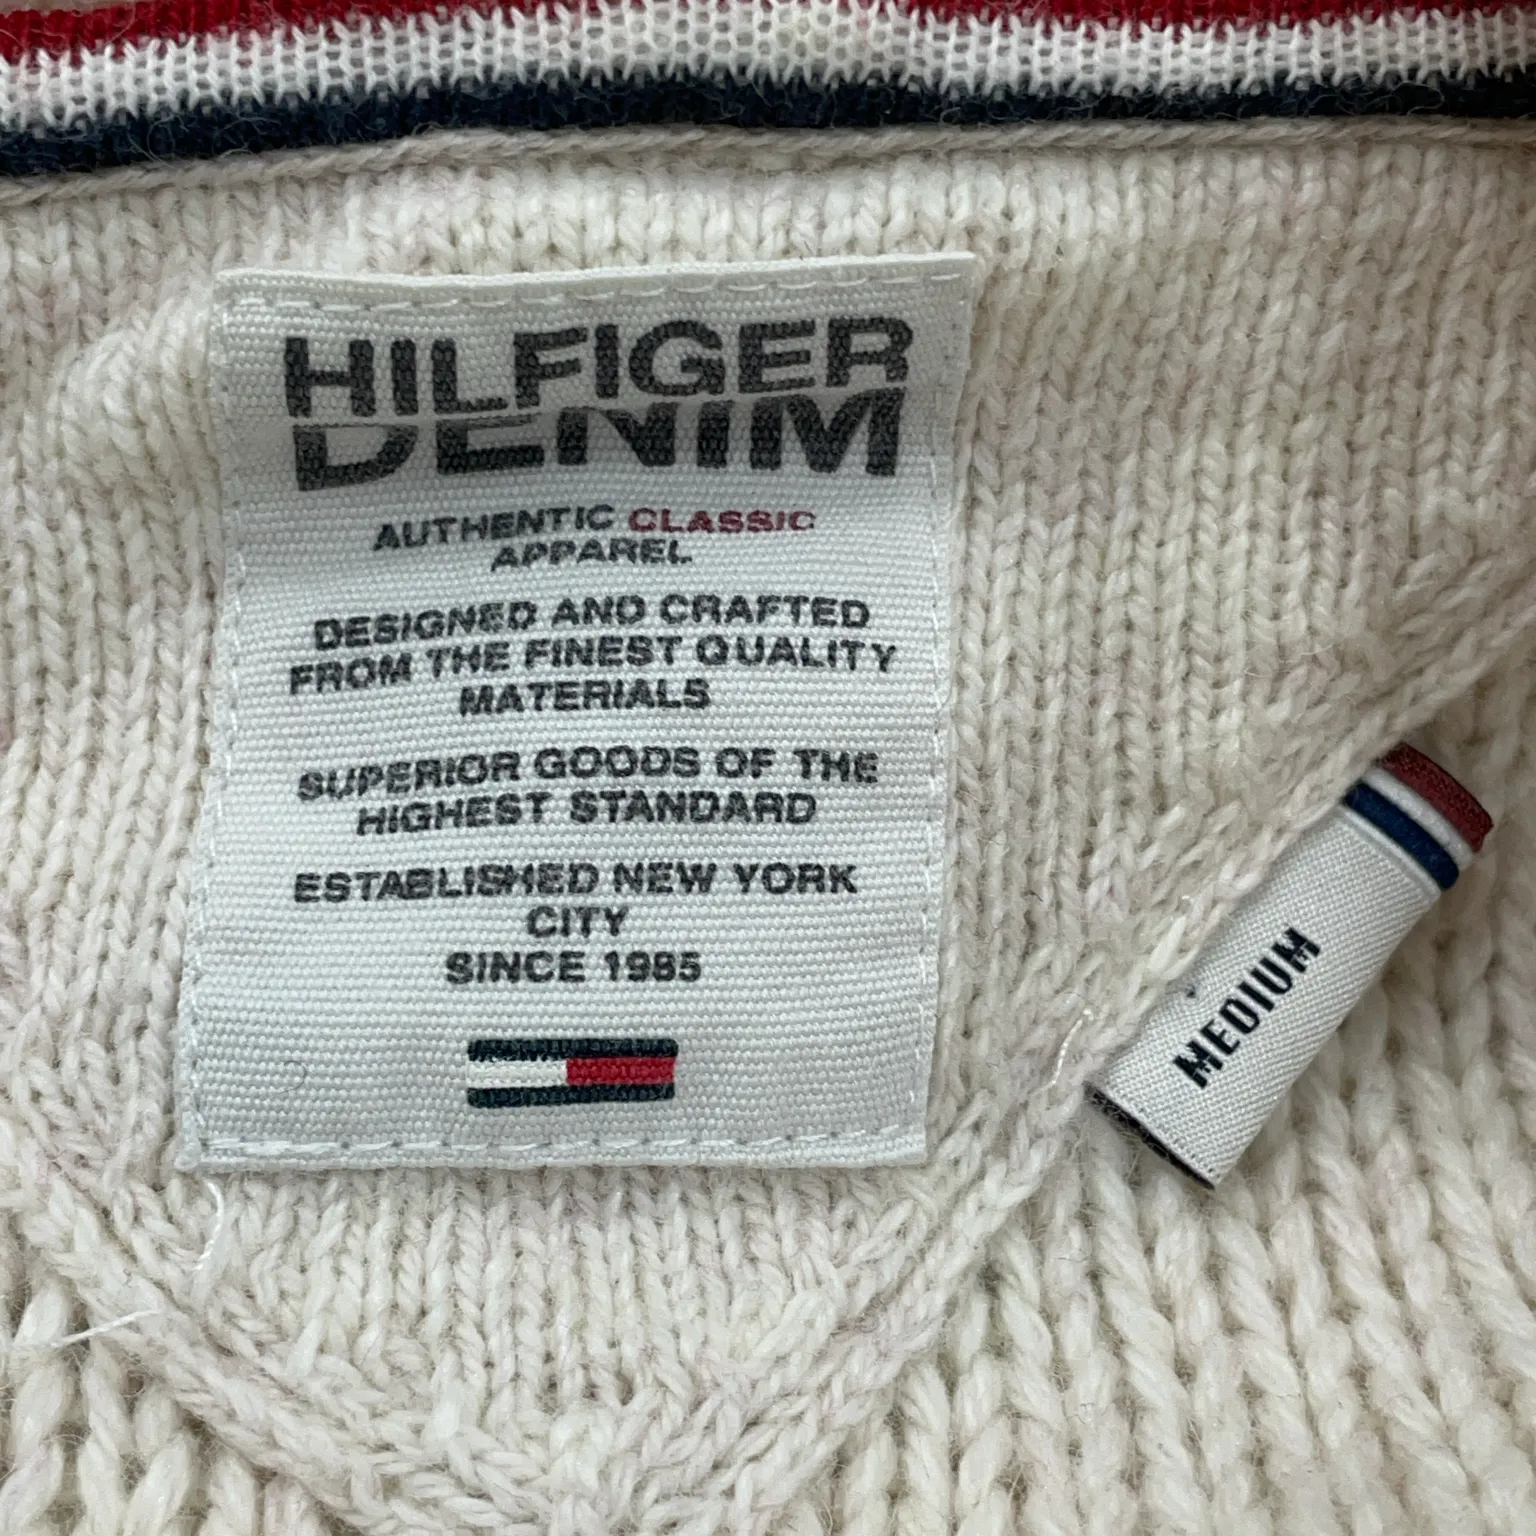 HILFIGER
DENIM
AUTHENTIC CLASSIC
APPAREL
DESIGNED AND CRAFTED
FROM THE FINEST QUALITY
MATERIALS
SUPERIOR GOODS OF THE
HIGHEST STANDARD
ESTABLISHED NEW YORK
CITY
SINCE 1985
MEDIUM